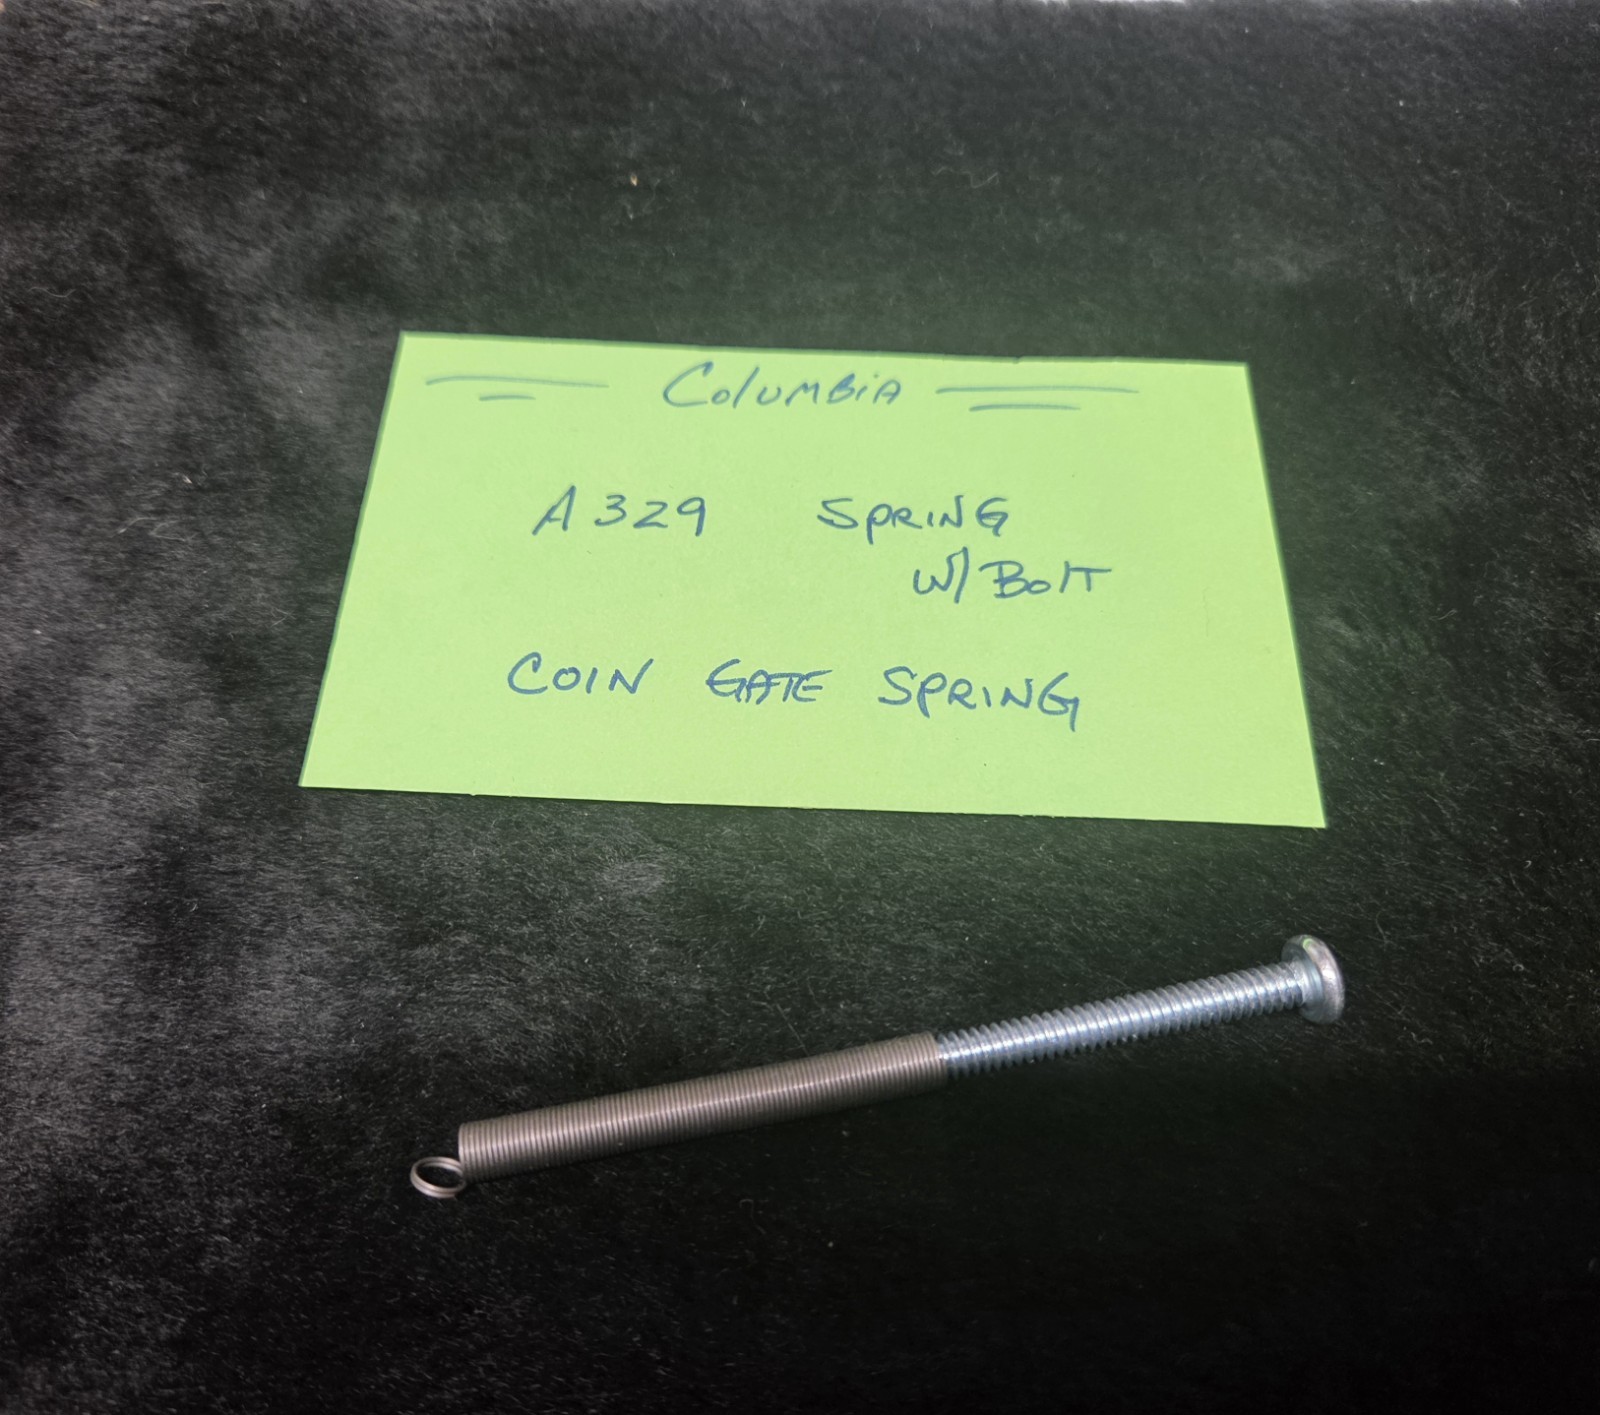 Columbia
A329 SPRING
W/ BolT
COIN GATE SPRING